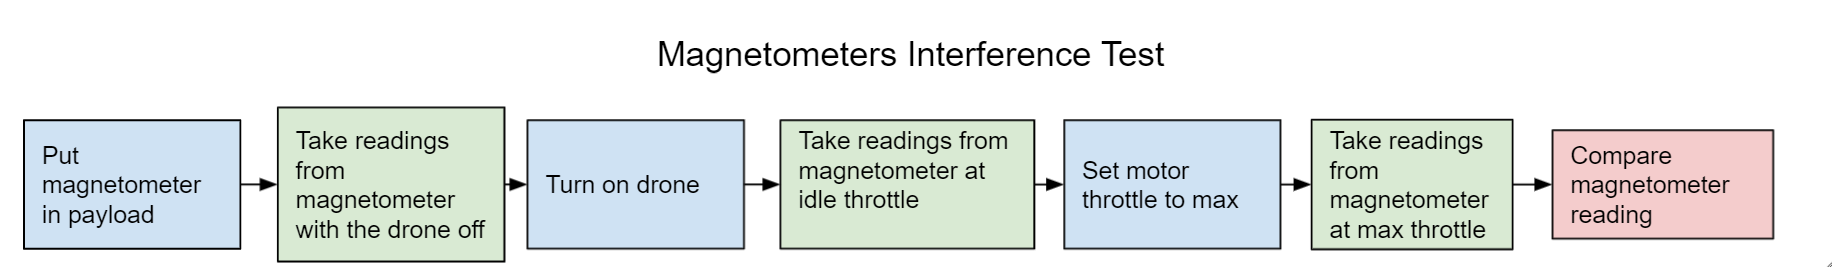 Magnetometers Interference Test
Put
magnetometer
in payload
Take readings
from
magnetometer
with the drone off
Turn on drone
Take readings from
magnetometer at
idle throttle
Set motor
throttle to max
Take readings
from
magnetometer
at max throttle
Compare
magnetometer
reading